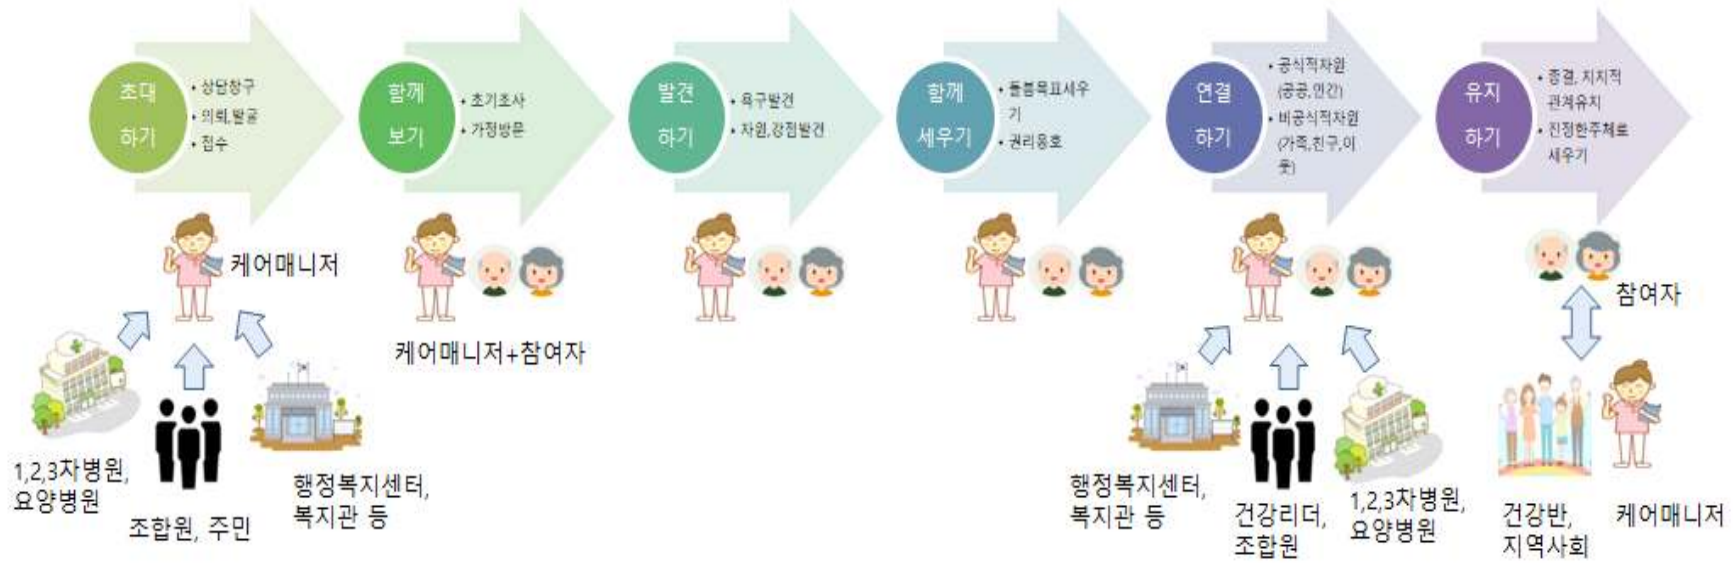 초대
하기
• 상담창구
• 의뢰,발굴
• 접수
함께
보기
• 초기조사
• 가정방문
발견
하기
• 욕구발견
• 자원,강점발견
함께
세우기
• 돌봄목표세우
기
• 권리옹호
연결
하기
• 공식적자원
(공공,민간)
• 비공식적자원
(가족,친구,이
웃)
유지
하기
• 종결, 지지적
관계유지
• 진정한주체로
세우기
케어매니저
1,2,3차병원,
요양병원
조합원, 주민
행정복지센터,
복지관 등
케어매니저+참여자
행정복지센터,
복지관 등
건강리더,
조합원
1,2,3차병원,
요양병원
참여자
건강반,
지역사회
케어매니저